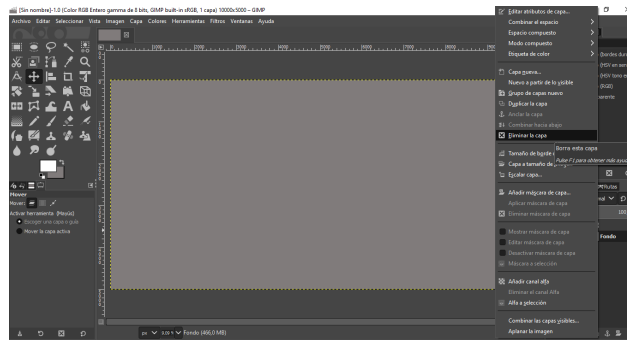 [Sin nombre]-1.0 (Color RGB Entero gamma de 8 bits, GIMP built-in sRGB, 1 capa) 10000x5000 – GIMP
Archivo Editar Seleccionar Vista Imagen Capa Colores Herramientas Filtros Ventanas Ayuda
Mover
Mover:
Activar herramienta: (Mayús)
Escoger una capa o guía
Mover la capa activa
px 9,09 % Fondo (466,0 MB)
Editar atributos de capa...
Combinar el espacio
Espacio compuesto
Modo compuesto
Etiqueta de color
Capa nueva...
Nuevo a partir de lo visible
Grupo de capas nuevo
Duplicar la capa
Anclar la capa
Combinar hacia abajo
Eliminar la capa
Borra esta capa
Pulse F1 para obtener más ayuda
Tamaño de borde
Capa a tamaño de
Escalar capa...
Añadir máscara de capa...
Aplicar máscara de capa
Eliminar máscara de capa
Mostrar máscara de capa
Editar máscara de capa
Desactivar máscara de capa
Máscara a selección
Añadir canal alfa
Eliminar el canal Alfa
Alfa a selección
Combinar las capas visibles...
Aplanar la imagen
(RGB)
Rutas
100
Fondo